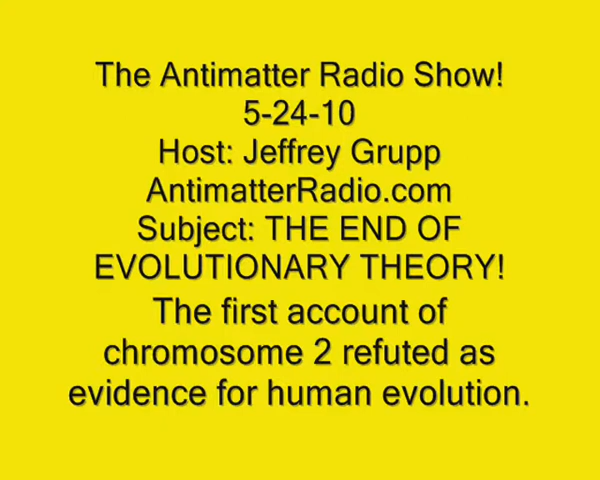 The Antimatter Radio Show!
5-24-10
Host: Jeffrey Grupp
AntimatterRadio.com
Subject: THE END OF
EVOLUTIONARY THEORY!
The first account of
chromosome 2 refuted as
evidence for human evolution.